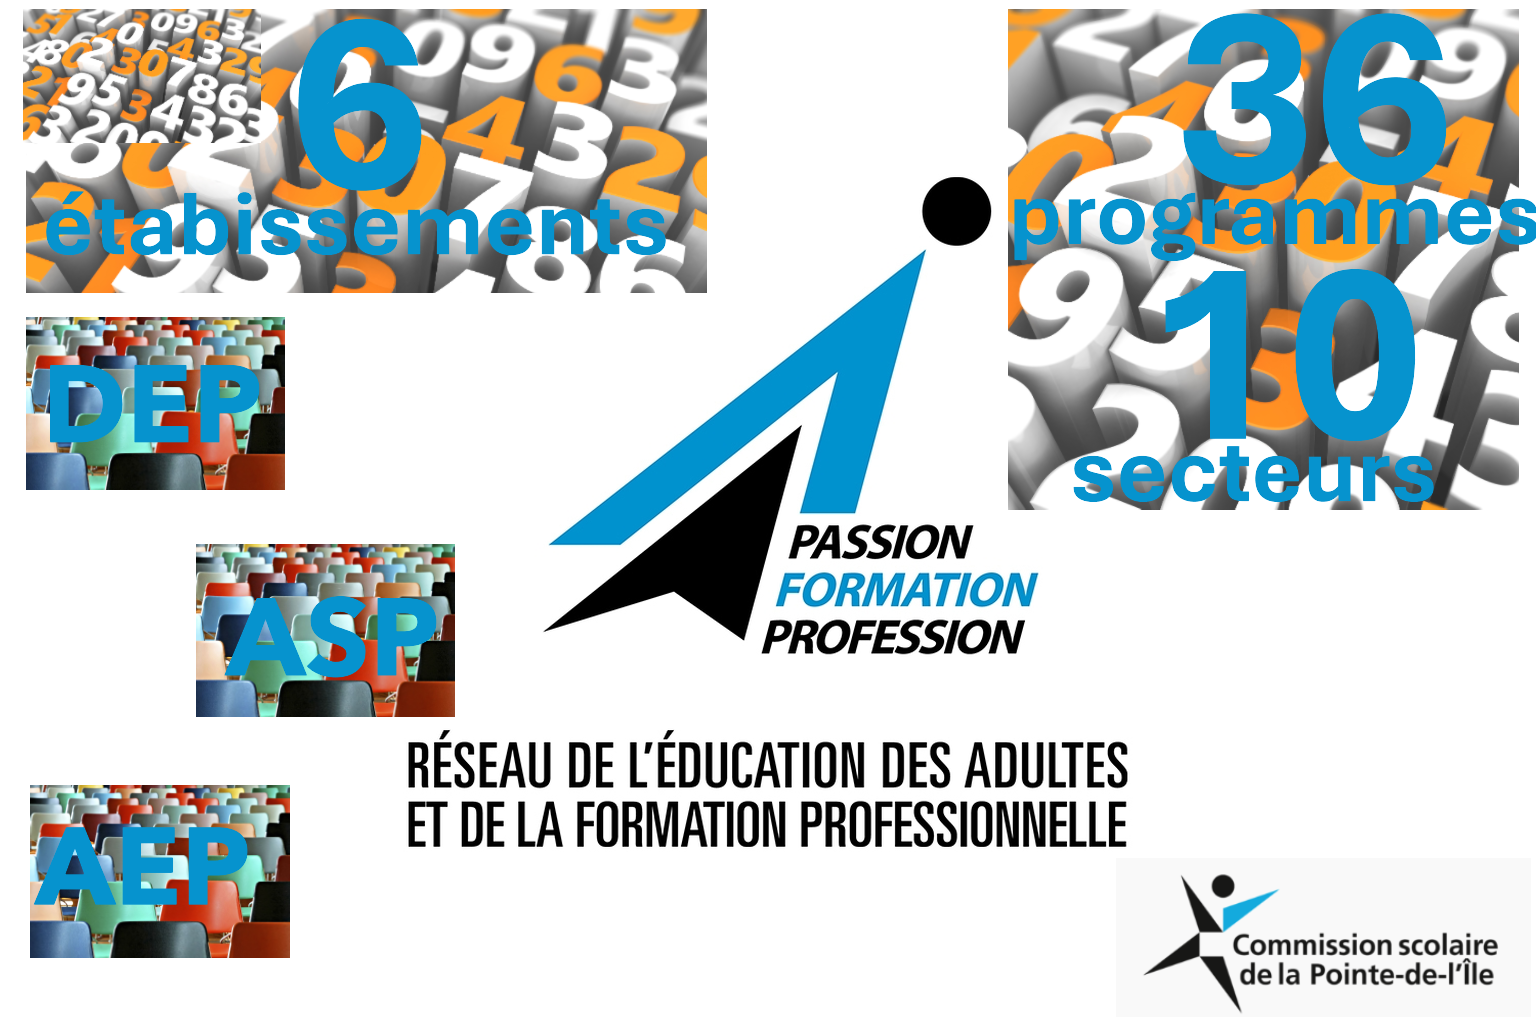 6
étabissements
36
programmes
10
secteurs
DEP
ASP
AEP
PASSION
FORMATION
PROFESSION
RÉSEAU DE L'ÉDUCATION DES ADULTES
ET DE LA FORMATION PROFESSIONNELLE
Commission scolaire
de la Pointe-de-l'Île